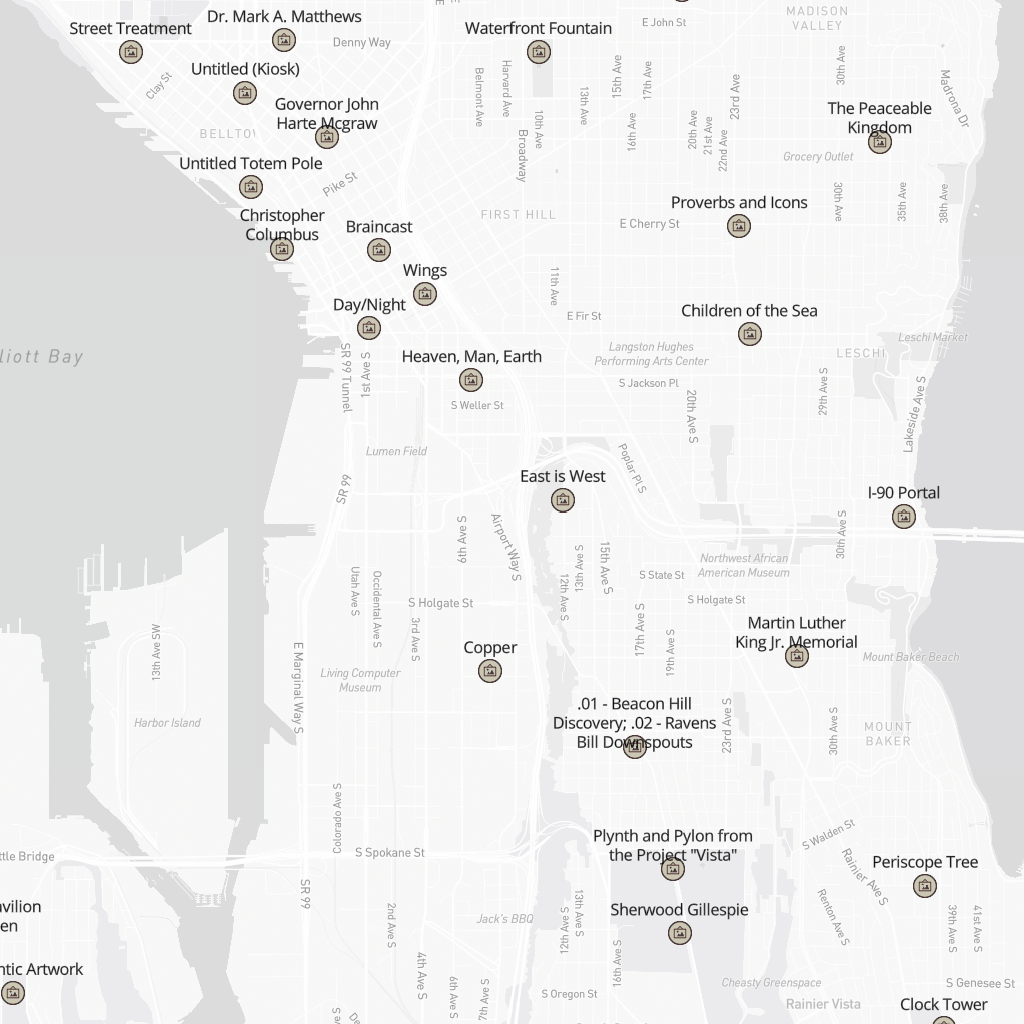 Dr. Mark A. Matthews
Street Treatment
Denny Way
Waterfront Fountain
E John St
MADISON
VALLEY
Clay St
Untitled (Kiosk)
Governor John
Harte Mcgraw
Belmont Ave
Harvard Ave
10th Ave
13th Ave
15th Ave
16th Ave
17th Ave
20th Ave
21st Ave
22nd Ave
23rd Ave
30th Ave
Madrona Dr
The Peaceable
Kingdom
Grocery Outlet
Untitled Totem Pole
Pike St
Broadway
Christopher
Columbus
Braincast
FIRST HILL
E Cherry St
Proverbs and Icons
30th Ave
35th Ave
38th Ave
Wings
11th Ave
Day/Night
E Fir St
Children of the Sea
Elliott Bay
SR 99 Tunnel
1st Ave S
Heaven, Man, Earth
Langston Hughes
Performing Arts Center
LESCHI
Leschi Market
S Jackson Pl
S Weller St
20th Ave S
29th Ave S
Lakeside Ave S
Lumen Field
SR 99
East is West
Poplar Pl S
I-90 Portal
6th Ave S
Airport Way S
13th Ave S
15th Ave S
12th Ave S
30th Ave S
Northwest African
American Museum
S State St
S Holgate St
S Holgate St
Utah Ave S
Occidental Ave S
3rd Ave S
17th Ave S
19th Ave S
13th Ave SW
E Marginal Way S
Copper
Martin Luther
King Jr. Memorial
Mount Baker Beach
Living Computer
Museum
Harbor Island
.01 - Beacon Hill
Discovery; .02 - Ravens
Bill Downspouts
23rd Ave S
30th Ave S
MOUNT
BAKER
Colorado Ave S
S Spokane St
Plynth and Pylon from
the Project "Vista"
S Walden St
Rainier Ave S
Periscope Tree
SR 99
2nd Ave S
Jack's BBQ
12th Ave S
13th Ave S
16th Ave S
Sherwood Gillespie
Renton Ave S
39th Ave S
41st Ave S
4th Ave S
6th Ave S
7th Ave S
S Oregon St
Cheasty Greenspace
Rainier Vista
S Genesee St
Clock Tower